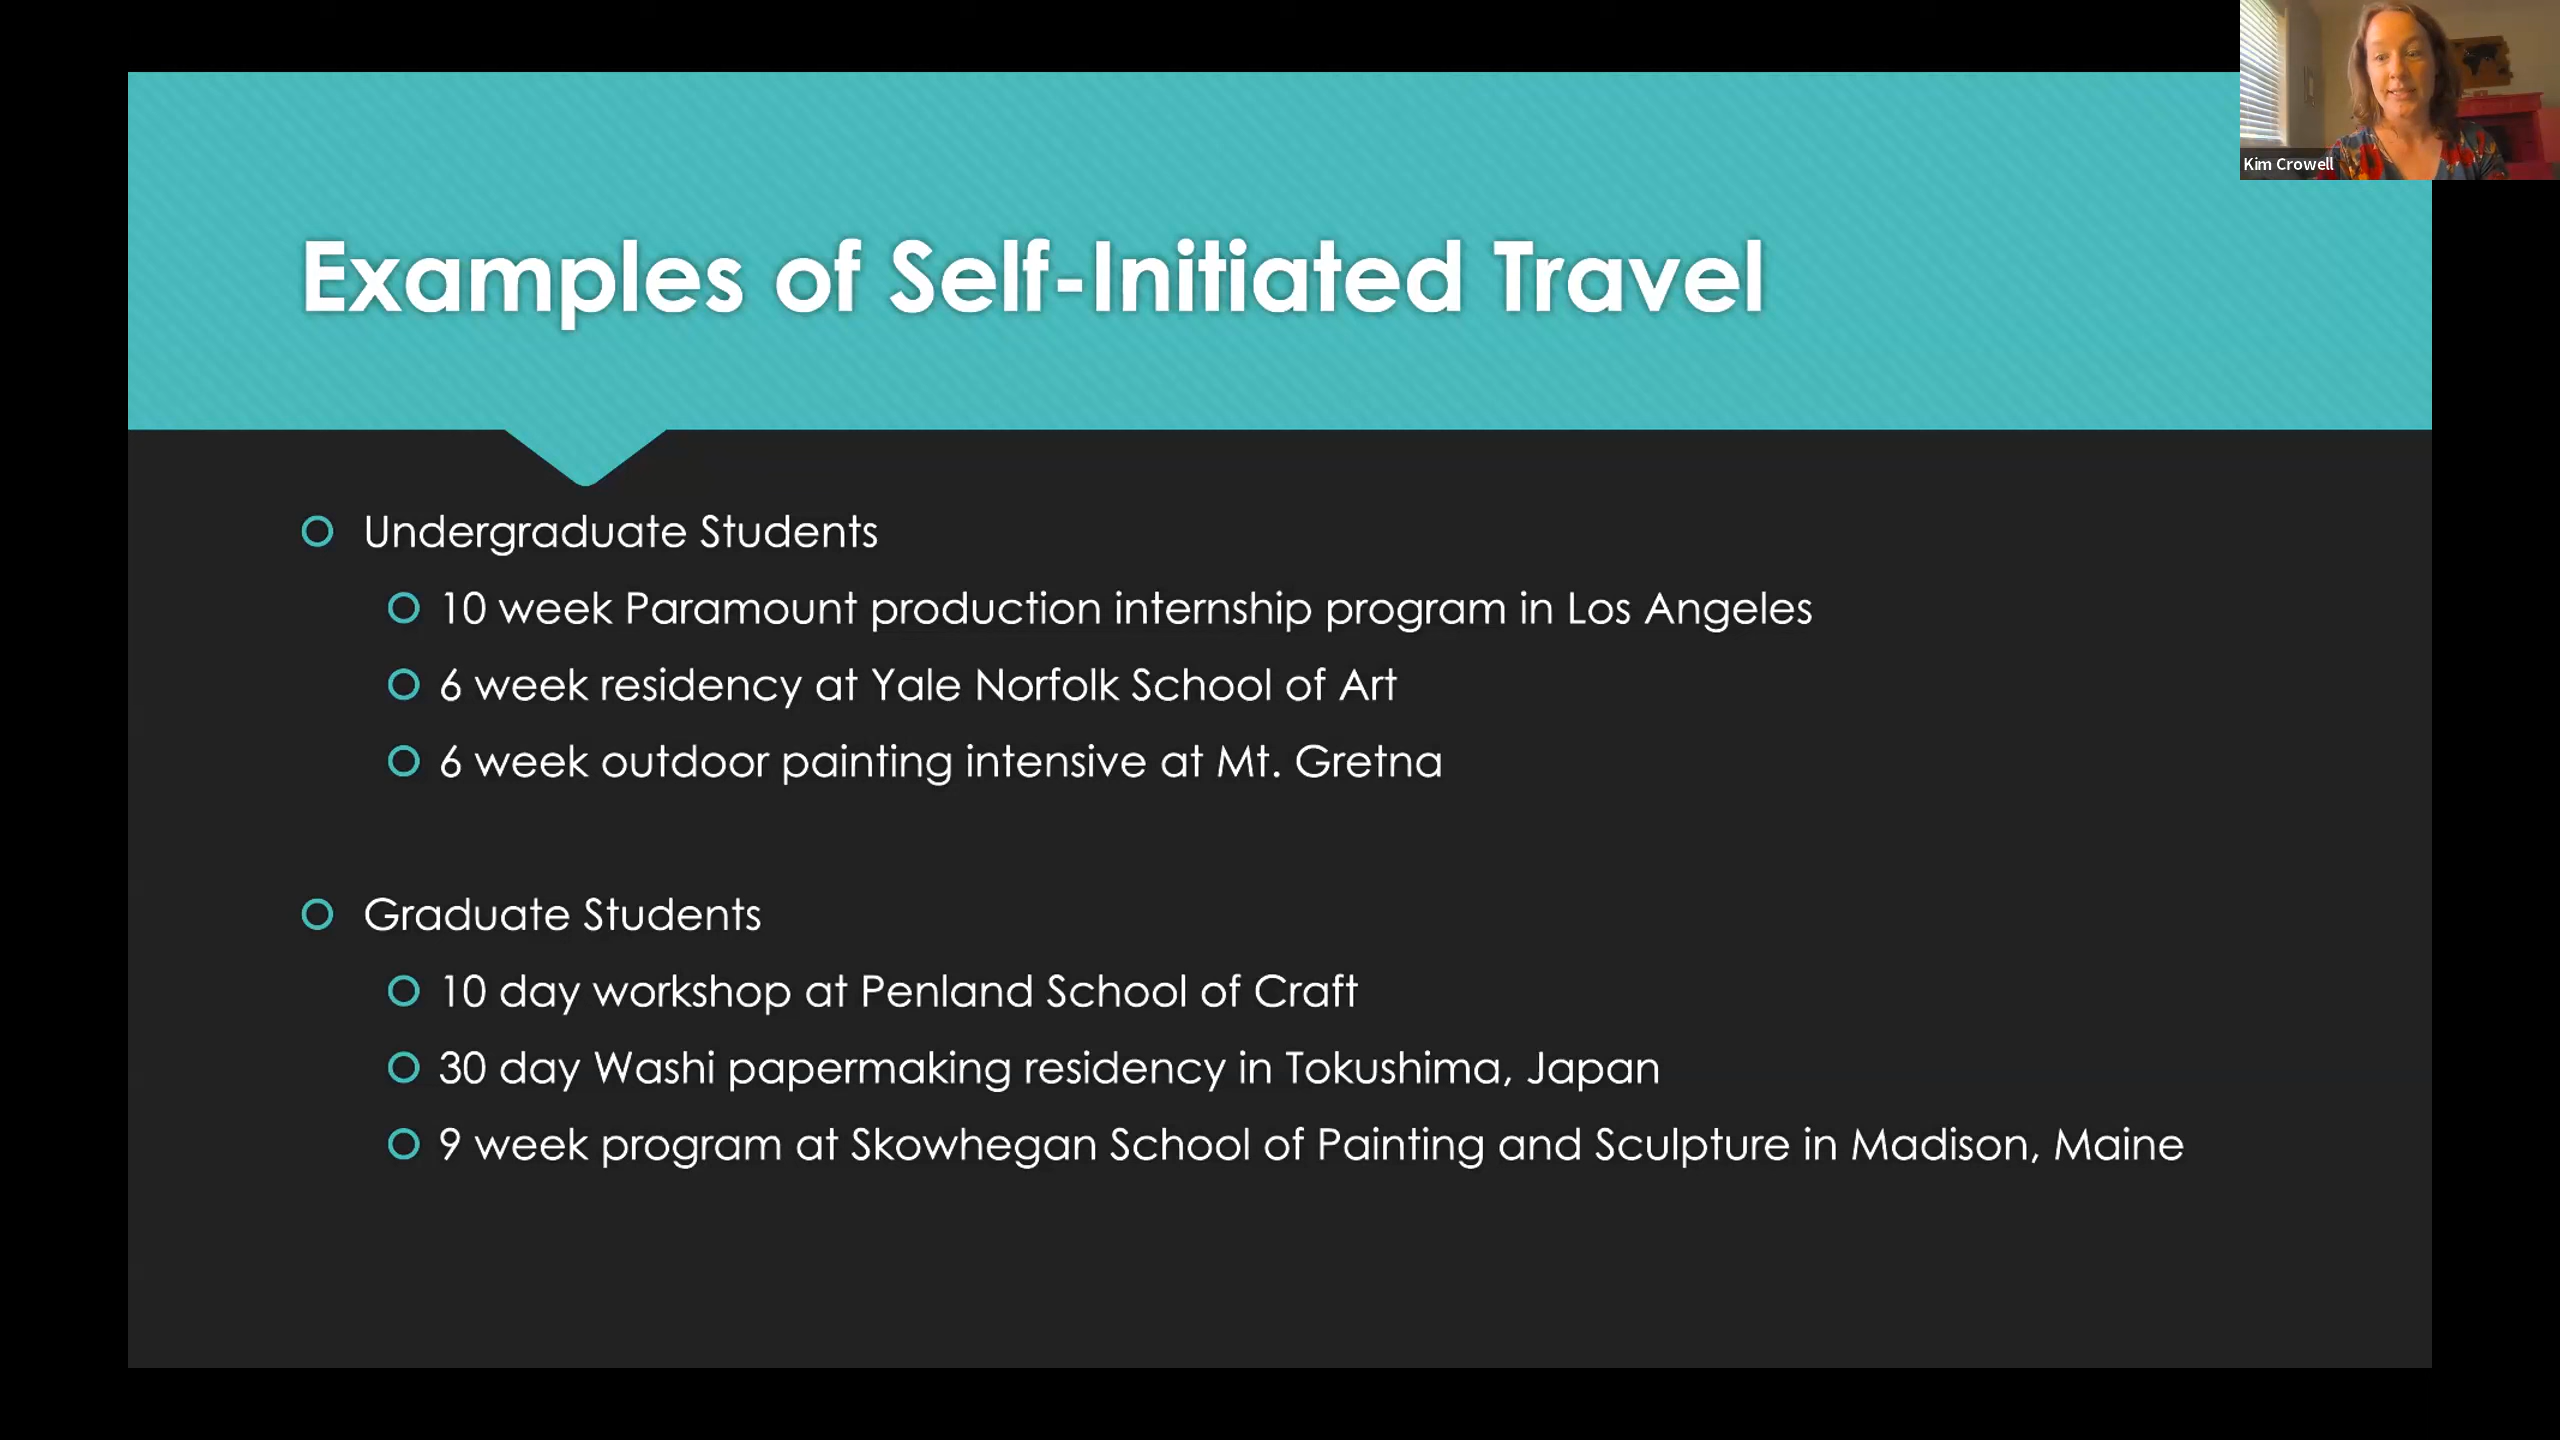 Kim Crowell
Examples of Self-Initiated Travel
Undergraduate Students
10 week Paramount production internship program in Los Angeles
6 week residency at Yale Norfolk School of Art
6 week outdoor painting intensive at Mt. Gretna
Graduate Students
10 day workshop at Penland School of Craft
30 day Washi papermaking residency in Tokushima, Japan
9 week program at Skowhegan School of Painting and Sculpture in Madison, Maine